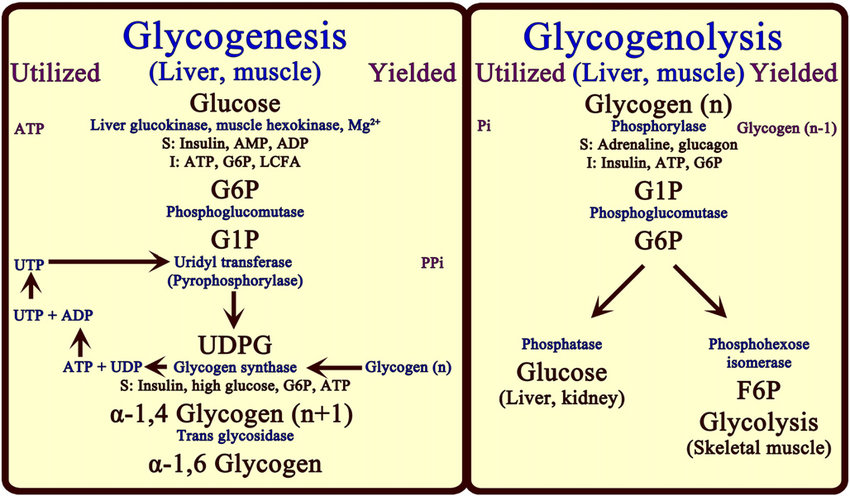 Glycogenesis
Utilized (Liver, muscle) Yielded
Glucose
Liver glucokinase, muscle hexokinase, Mg²⁺
ATP
S: Insulin, AMP, ADP
I: ATP, G6P, LCFA
G6P
Phosphoglucomutase
G1P
UTP Uridyl transferase PPi
(Pyrophosphorylase)
UTP + ADP
UDPG
ATP + UDP Glycogen synthase Glycogen (n)
S: Insulin, high glucose, G6P, ATP
α-1,4 Glycogen (n+1)
Trans glycosidase
α-1,6 Glycogen
Glycogenolysis
Utilized (Liver, muscle) Yielded
Glycogen (n)
Pi Phosphorylase Glycogen (n-1)
S: Adrenaline, glucagon
I: Insulin, ATP, G6P
G1P
Phosphoglucomutase
G6P
Phosphatase
Glucose
(Liver, kidney)
Phosphohexose
isomerase
F6P
Glycolysis
(Skeletal muscle)